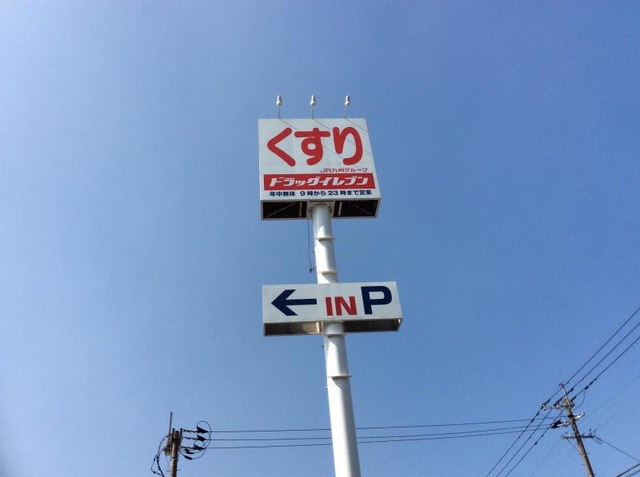 くすり
JR九州グループ
ドラッグイレブン
年中無休 9時から23時まで営業
← IN P